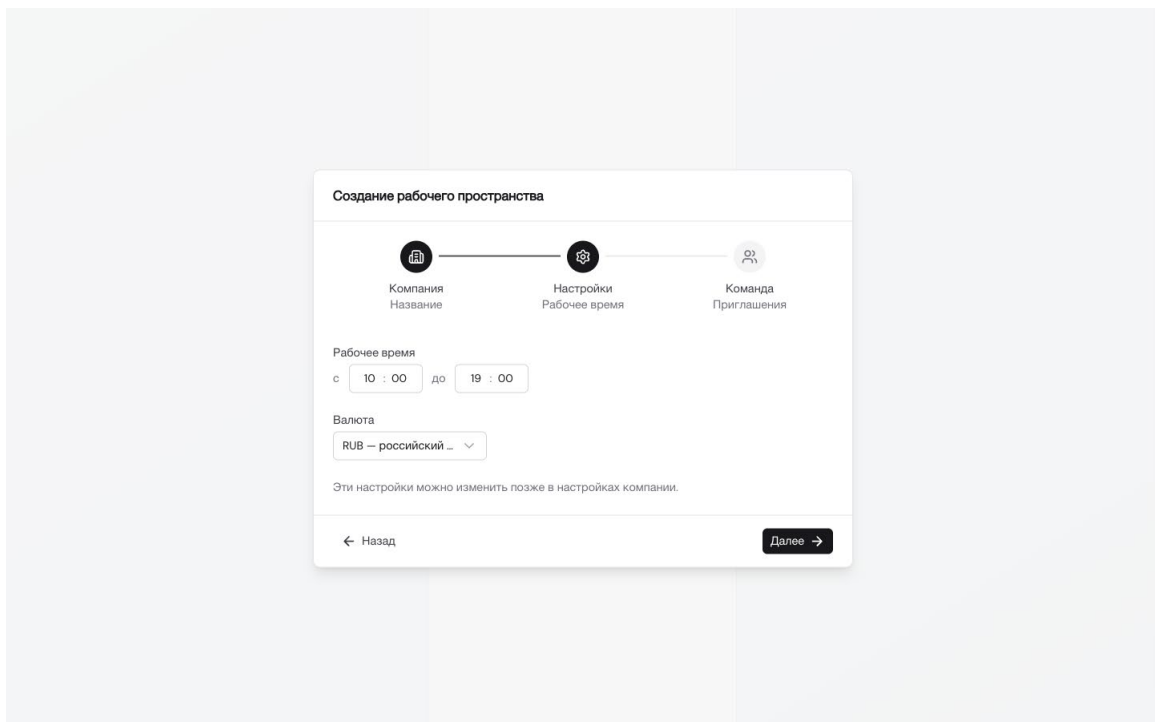 Создание рабочего пространства
Компания Настройки Команда
Название Рабочее время Приглашения
Рабочее время
с 10 : 00 до 19 : 00
Валюта
RUB — российский ...
Эти настройки можно изменить позже в настройках компании.
Назад Далее